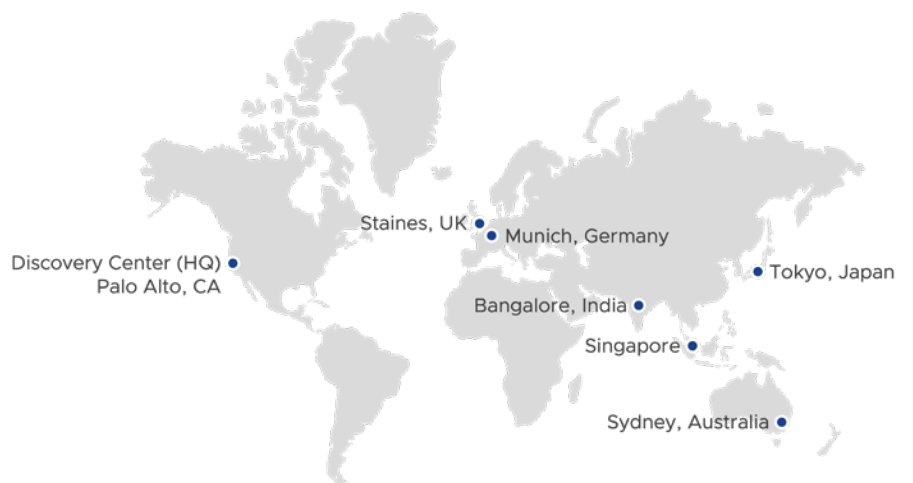 Staines, UK
Munich, Germany
Discovery Center (HQ)
Palo Alto, CA
Tokyo, Japan
Bangalore, India
Singapore
Sydney, Australia